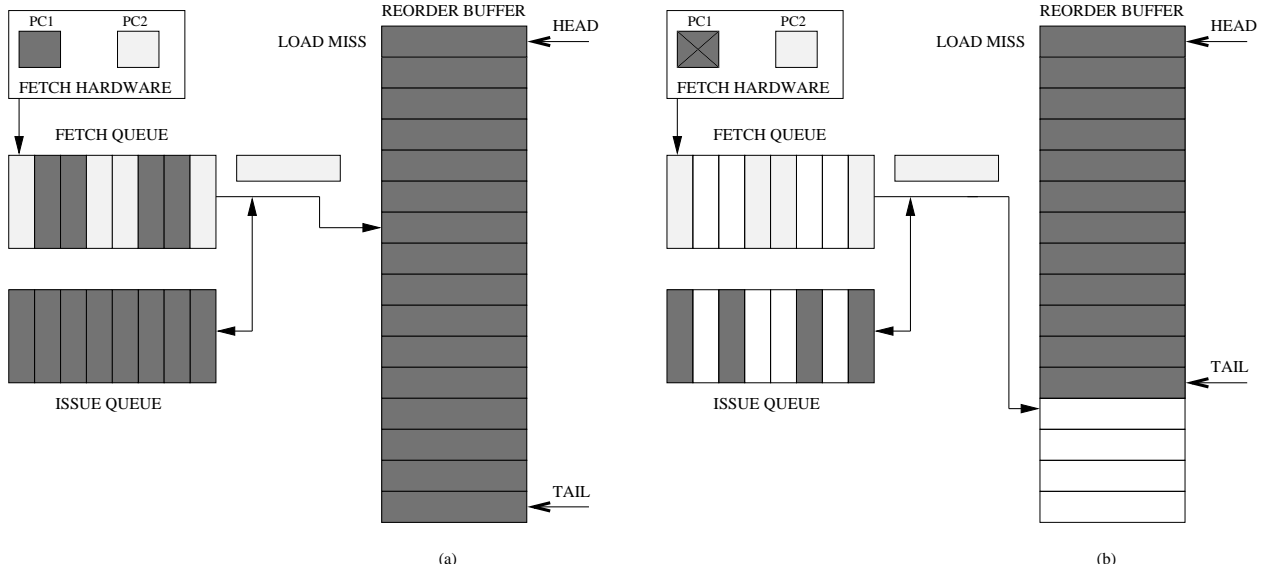 REORDER BUFFER
PC1 PC2
HEAD
LOAD MISS
FETCH HARDWARE
FETCH QUEUE
ISSUE QUEUE
TAIL
(a)
REORDER BUFFER
PC1 PC2
HEAD
LOAD MISS
FETCH HARDWARE
FETCH QUEUE
TAIL
ISSUE QUEUE
(b)